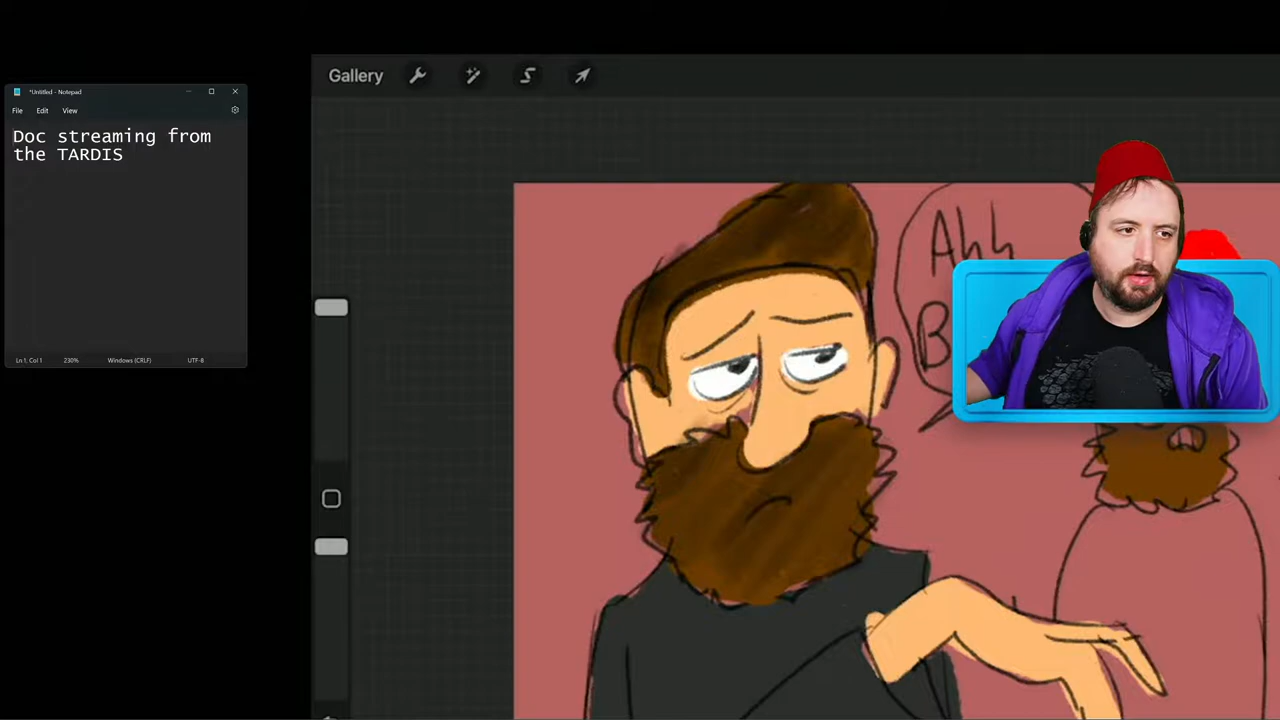 Gallery
*Untitled - Notepad
File Edit View
Doc streaming from
the TARDIS
Ahh
B
Ln 1, Col 1 230% Windows (CRLF) UTF-8